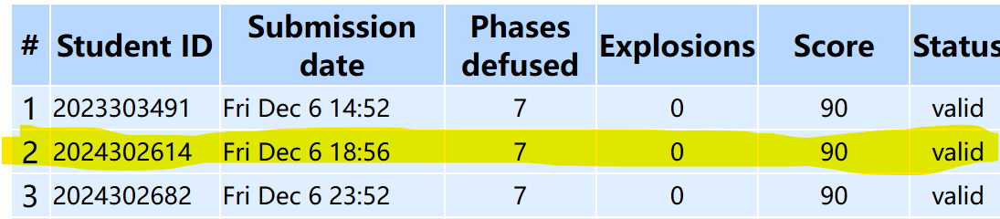 # Student ID Submission date Phases defused Explosions Score Status
1 2023303491 Fri Dec 6 14:52 7 0 90 valid
2 2024302614 Fri Dec 6 18:56 7 0 90 valid
3 2024302682 Fri Dec 6 23:52 7 0 90 valid